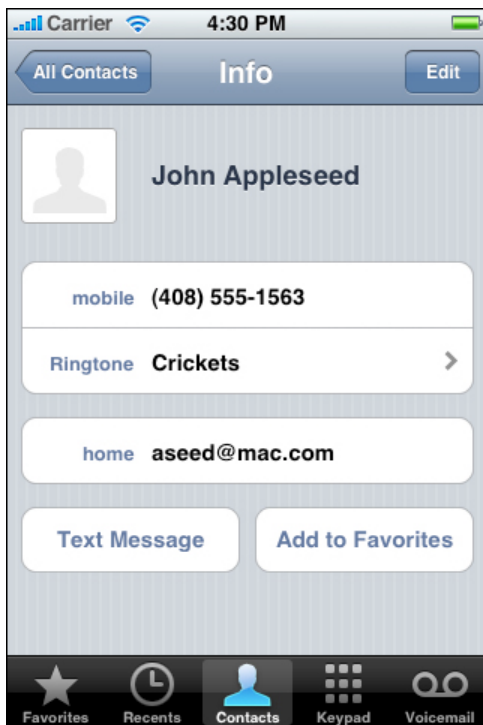 Carrier 4:30 PM
All Contacts Info Edit
John Appleseed
mobile (408) 555-1563
Ringtone Crickets
home aseed@mac.com
Text Message Add to Favorites
Favorites Recents Contacts Keypad Voicemail